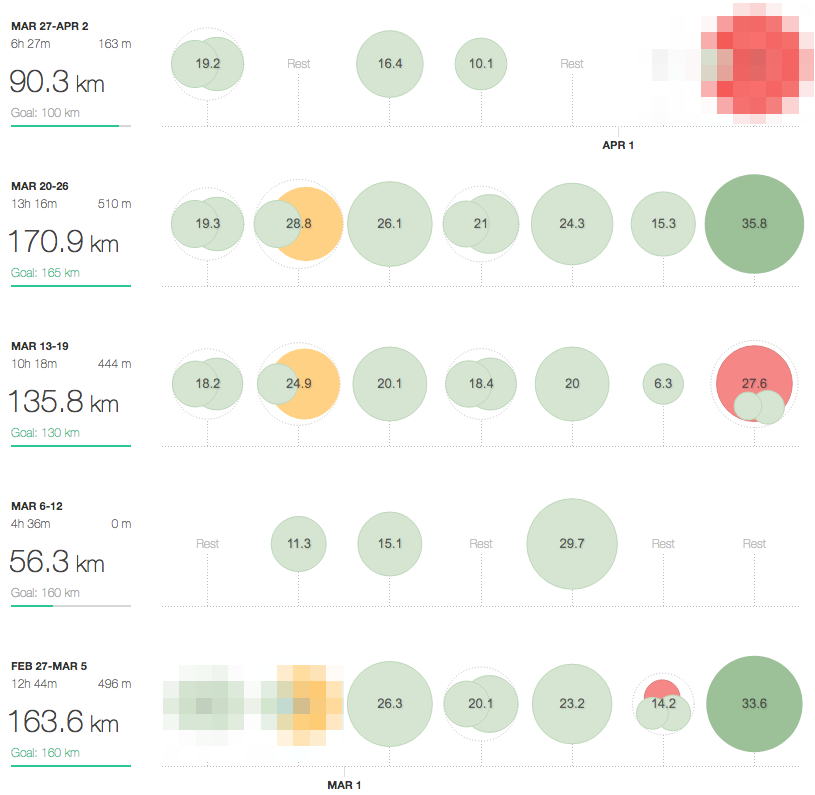 MAR 27-APR 2
6h 27m 163 m
90.3 km
Goal: 100 km
19.2 Rest 16.4 10.1 Rest
APR 1
MAR 20-26
13h 16m 510 m
170.9 km
Goal: 165 km
19.3 28.8 26.1 21 24.3 15.3 35.8
MAR 13-19
10h 18m 444 m
135.8 km
Goal: 130 km
18.2 24.9 20.1 18.4 20 6.3 27.6
MAR 6-12
4h 36m 0 m
56.3 km
Goal: 160 km
Rest 11.3 15.1 Rest 29.7 Rest Rest
FEB 27-MAR 5
12h 44m 496 m
163.6 km
Goal: 160 km
26.3 20.1 23.2 14.2 33.6
MAR 1